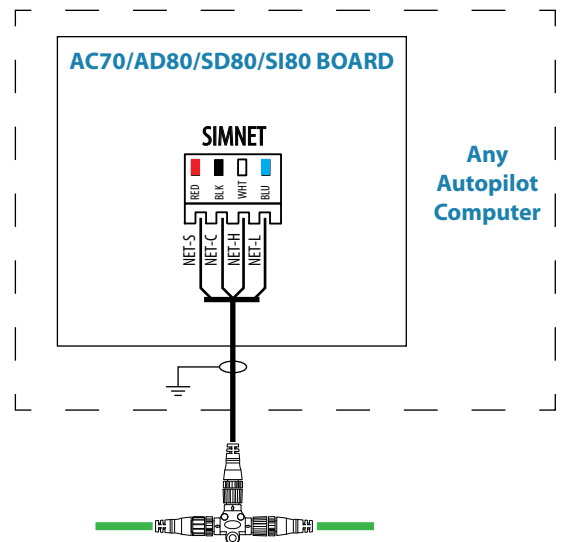 AC70/AD80/SD80/SI80 BOARD
SIMNET
RED
BLK
WHT
BLU
NET-S
NET-C
NET-H
NET-L
Any
Autopilot
Computer